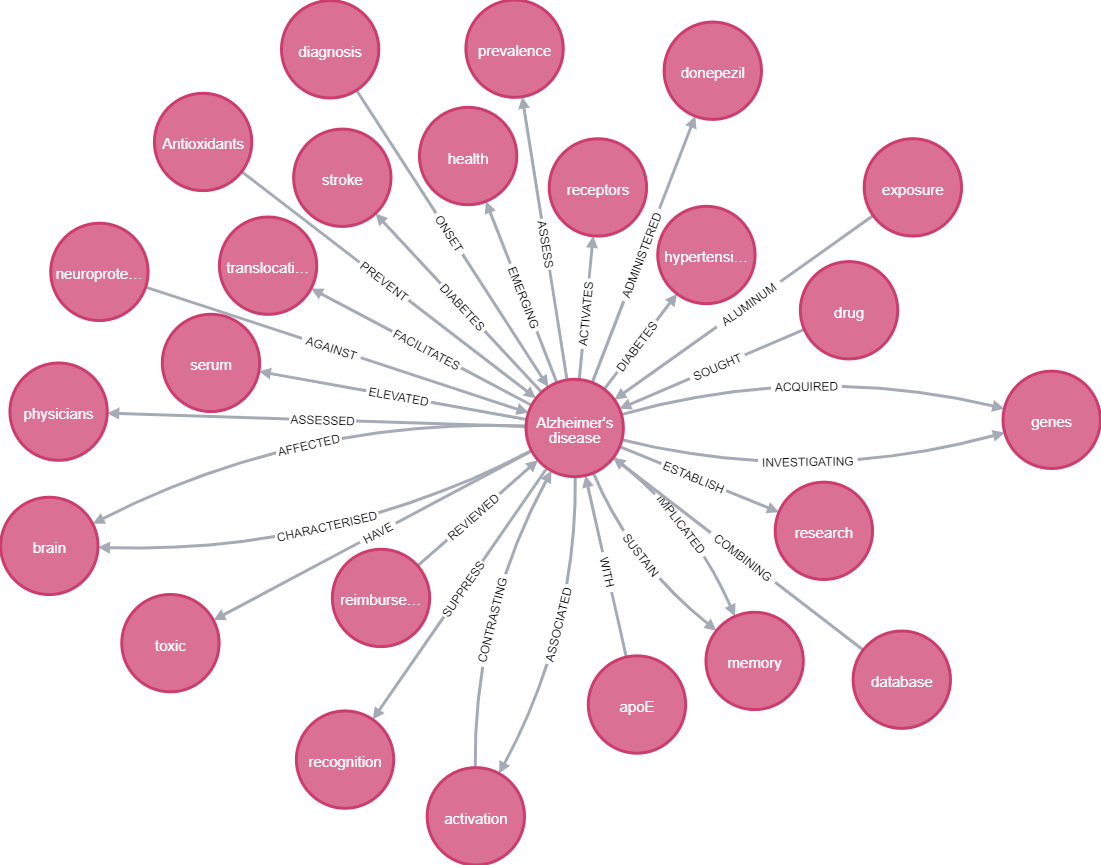 diagnosis
prevalence
donepezil
Antioxidants
health
stroke
receptors
exposure
ONSET
ASSESS
ADMINISTERED
hypertensi...
neuroprote...
translocati...
PREVENT
DIABETES
EMERGING
ACTIVATES
DIABETES
ALUMINUM
drug
AGAINST
FACILITATES
serum
SOUGHT
ELEVATED
ACQUIRED
physicians
ASSESSED
Alzheimer's
disease
genes
AFFECTED
INVESTIGATING
ESTABLISH
brain
CHARACTERISED
HAVE
REVIEWED
IMPLICATED
research
SUPPRESS
SUSTAIN
COMBINING
WITH
reimburse...
CONTRASTING
ASSOCIATED
toxic
memory
database
apoE
recognition
activation